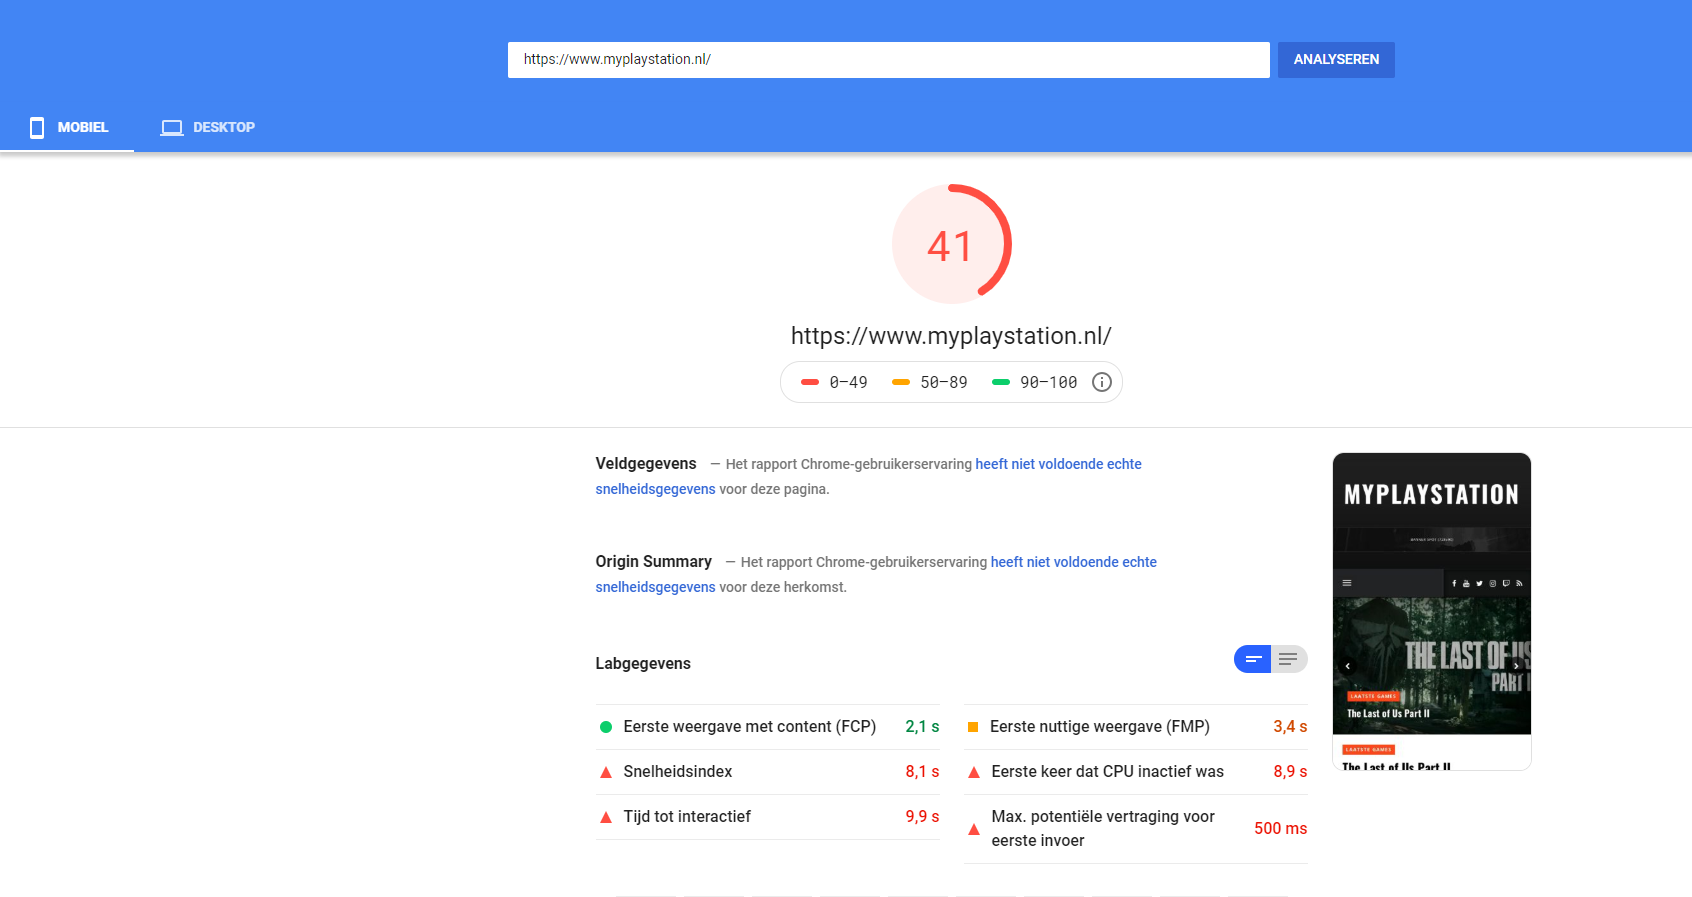 https://www.myplaystation.nl/
ANALYSEREN
MOBIEL
DESKTOP
41
https://www.myplaystation.nl/
0–49 50–89 90–100
Veldgegevens — Het rapport Chrome-gebruikerservaring heeft niet voldoende echte
snelheidsgegevens voor deze pagina.
Origin Summary — Het rapport Chrome-gebruikerservaring heeft niet voldoende echte
snelheidsgegevens voor deze herkomst.
Labgegevens
Eerste weergave met content (FCP) 2,1 s
Eerste nuttige weergave (FMP) 3,4 s
Snelheidsindex 8,1 s
Eerste keer dat CPU inactief was 8,9 s
Tijd tot interactief 9,9 s
Max. potentiële vertraging voor
eerste invoer 500 ms
MYPLAYSTATION
THE LAST OF US
PART II
LAATSTE GAMES
The Last of Us Part II
LAATSTE GAMES
The Last of Us Part II